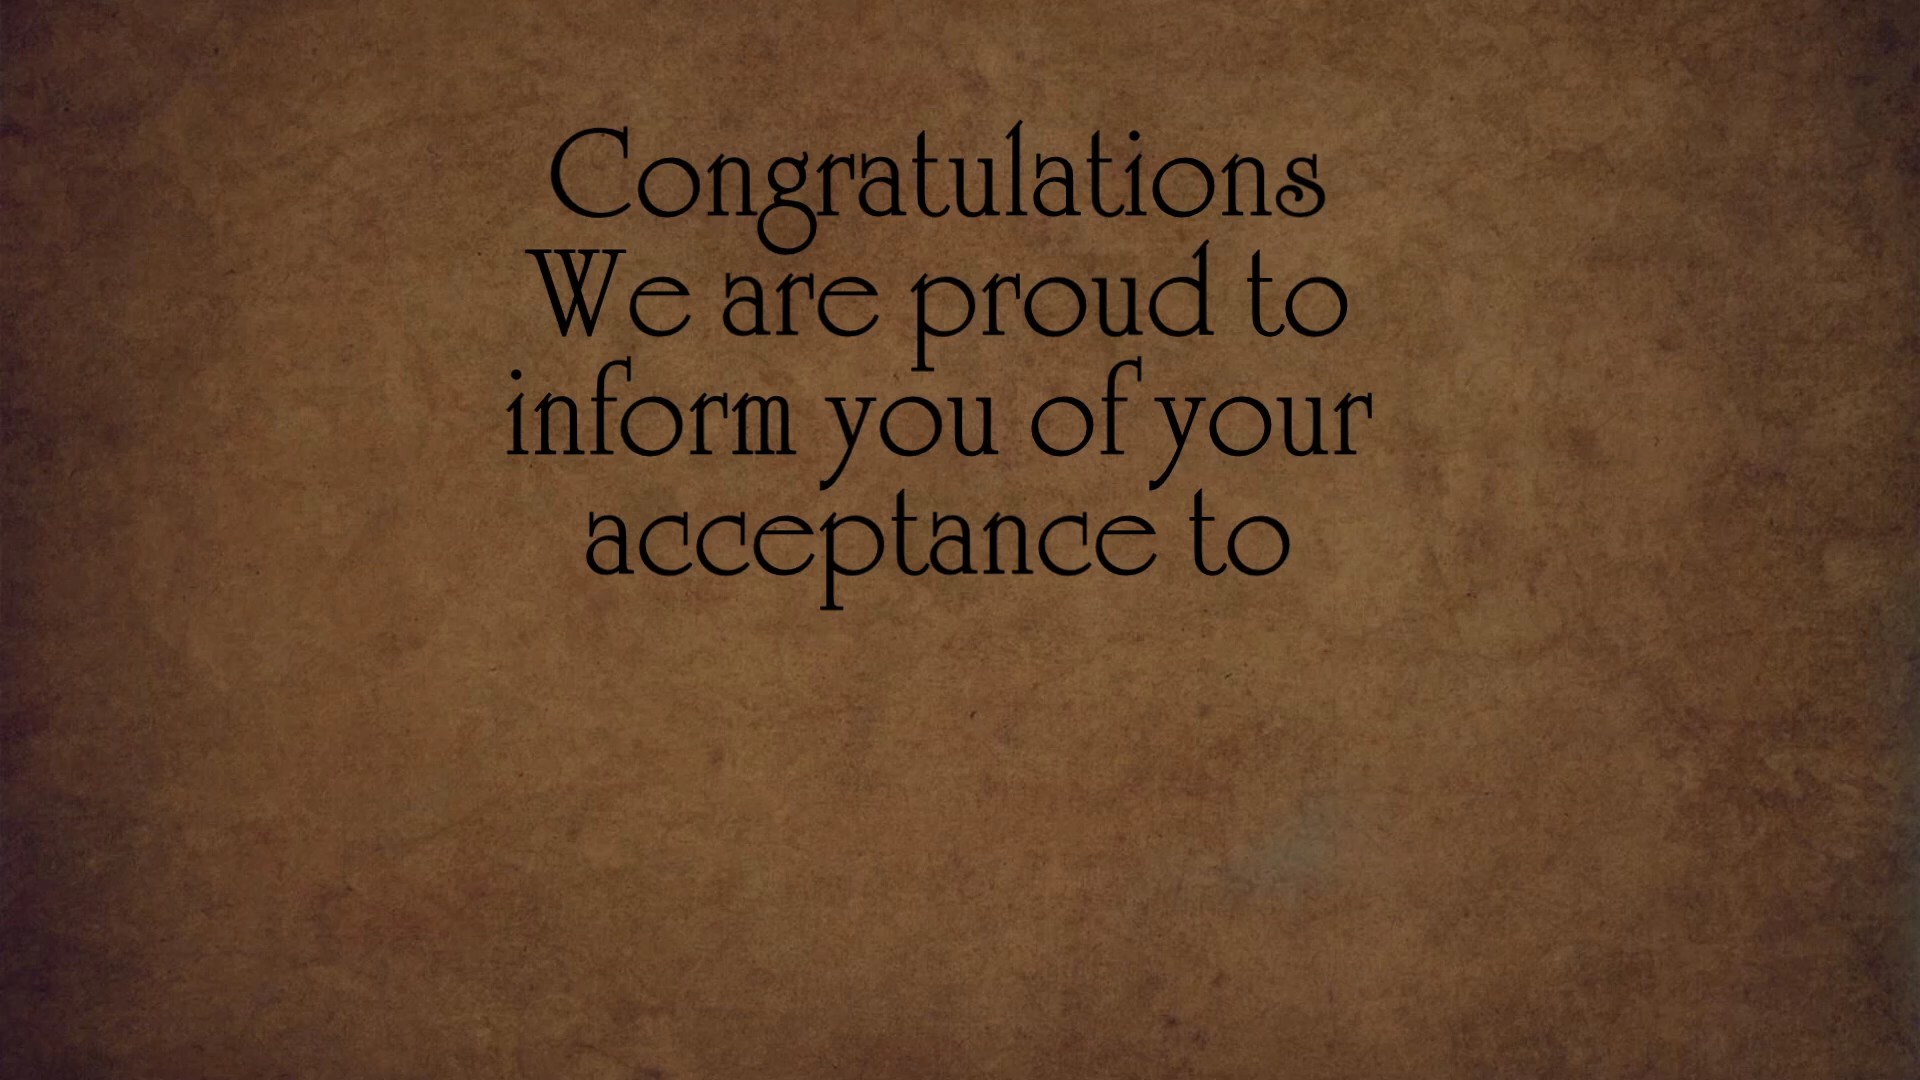 Congratulations
We are proud to
inform you of your
acceptance to